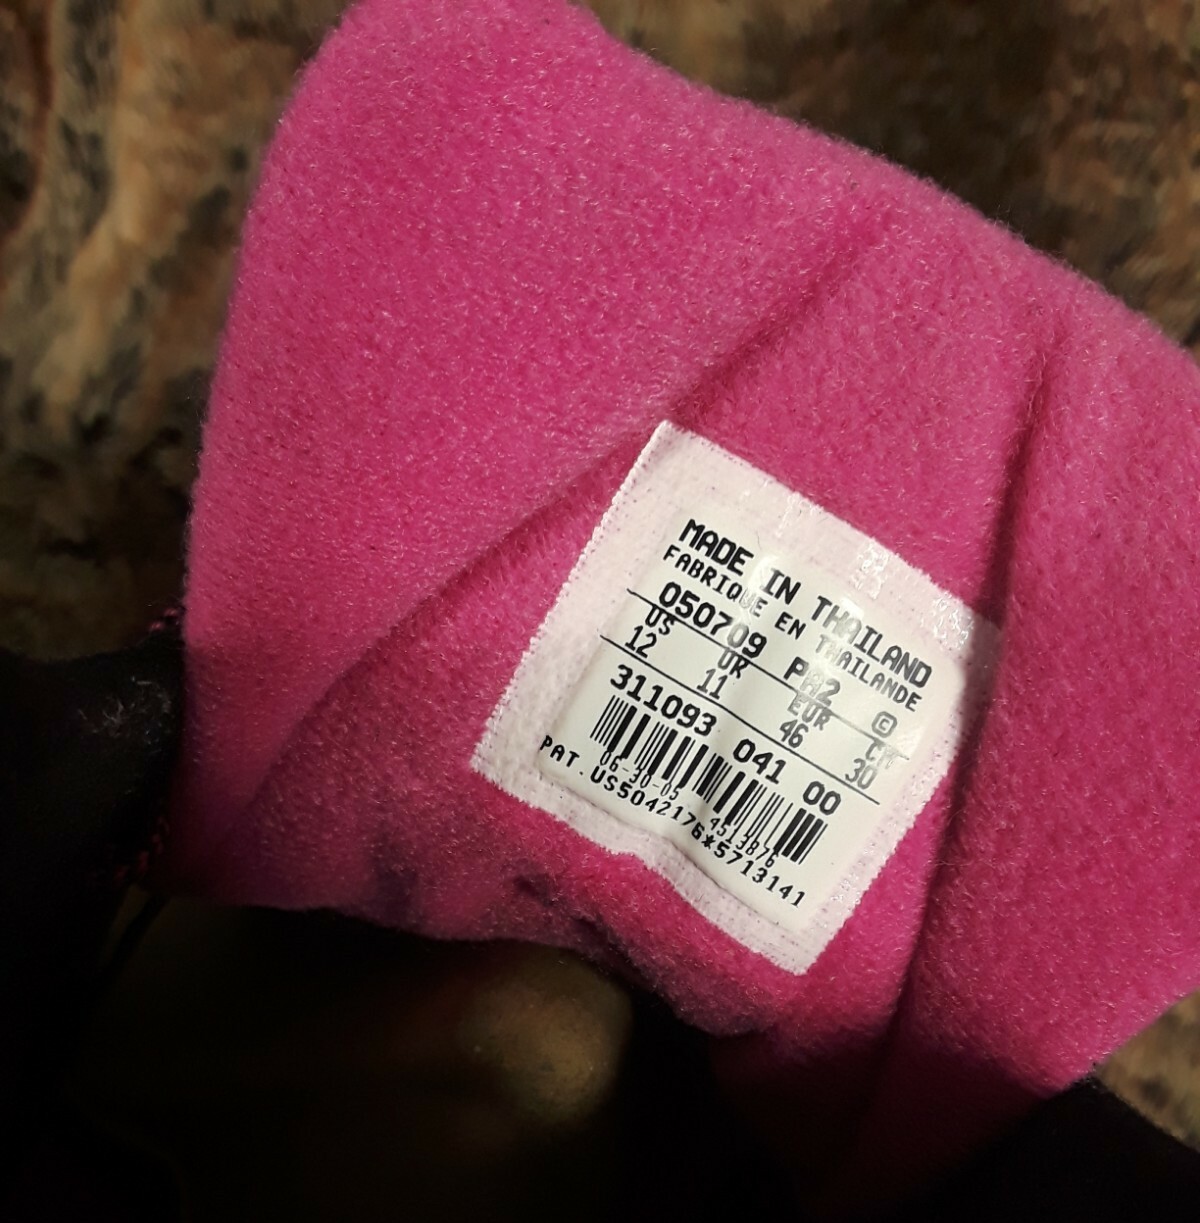 MADE IN THAILAND
FABRIQUE EN THAILANDE
050709 PA2 ©
US UK EUR CM
12 11 46 30
311093 041 00
06-30-05 4513876
PAT.US5042176*5713141